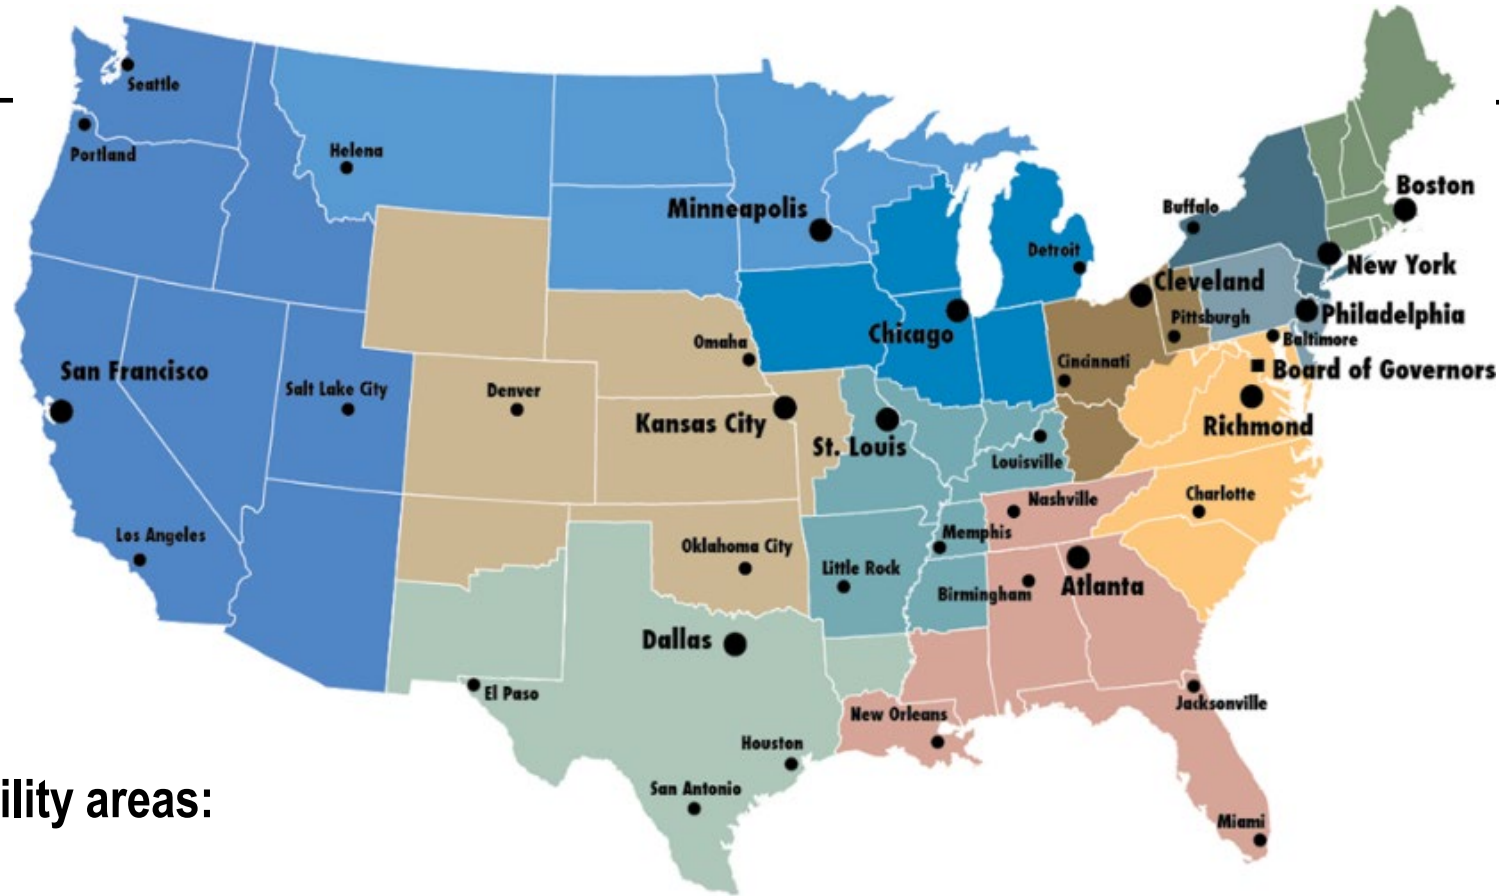 Seattle
Portland
Helena
Minneapolis
Buffalo
Boston
Detroit
New York
Cleveland
Pittsburgh
Philadelphia
Baltimore
Chicago
Omaha
Cincinnati
Board of Governors
San Francisco
Salt Lake City
Denver
Kansas City
St. Louis
Richmond
Louisville
Charlotte
Nashville
Los Angeles
Memphis
Oklahoma City
Little Rock
Birmingham
Atlanta
Dallas
El Paso
Jacksonville
New Orleans
Houston
San Antonio
ility areas:
Miami